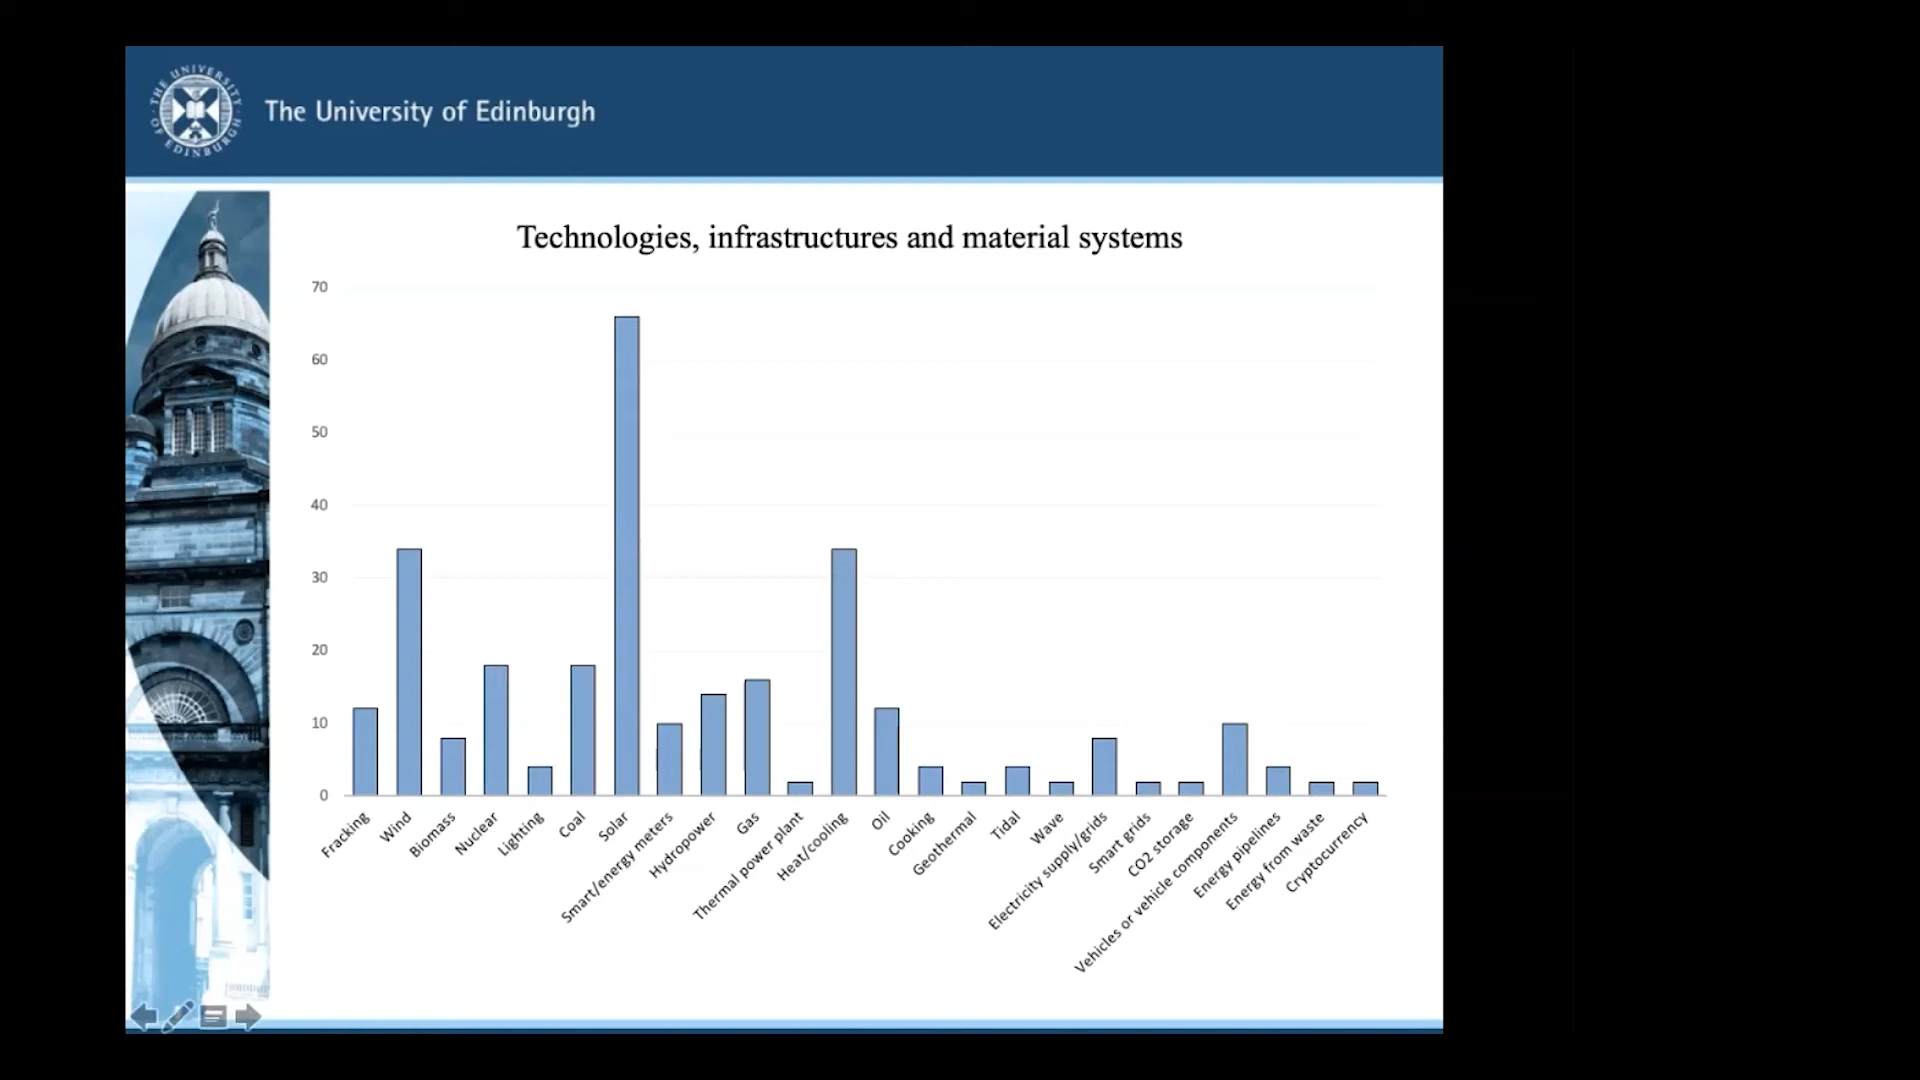 THE UNIVERSITY OF EDINBURGH
The University of Edinburgh
Technologies, infrastructures and material systems
70
60
50
40
30
20
10
0
Fracking
Wind
Biomass
Nuclear
Lighting
Coal
Solar
Smart/energy meters
Hydropower
Gas
Thermal power plant
Heat/cooling
Oil
Cooking
Geothermal
Tidal
Wave
Electricity supply/grids
Smart grids
CO2 storage
Vehicles or vehicle components
Energy pipelines
Energy from waste
Cryptocurrency